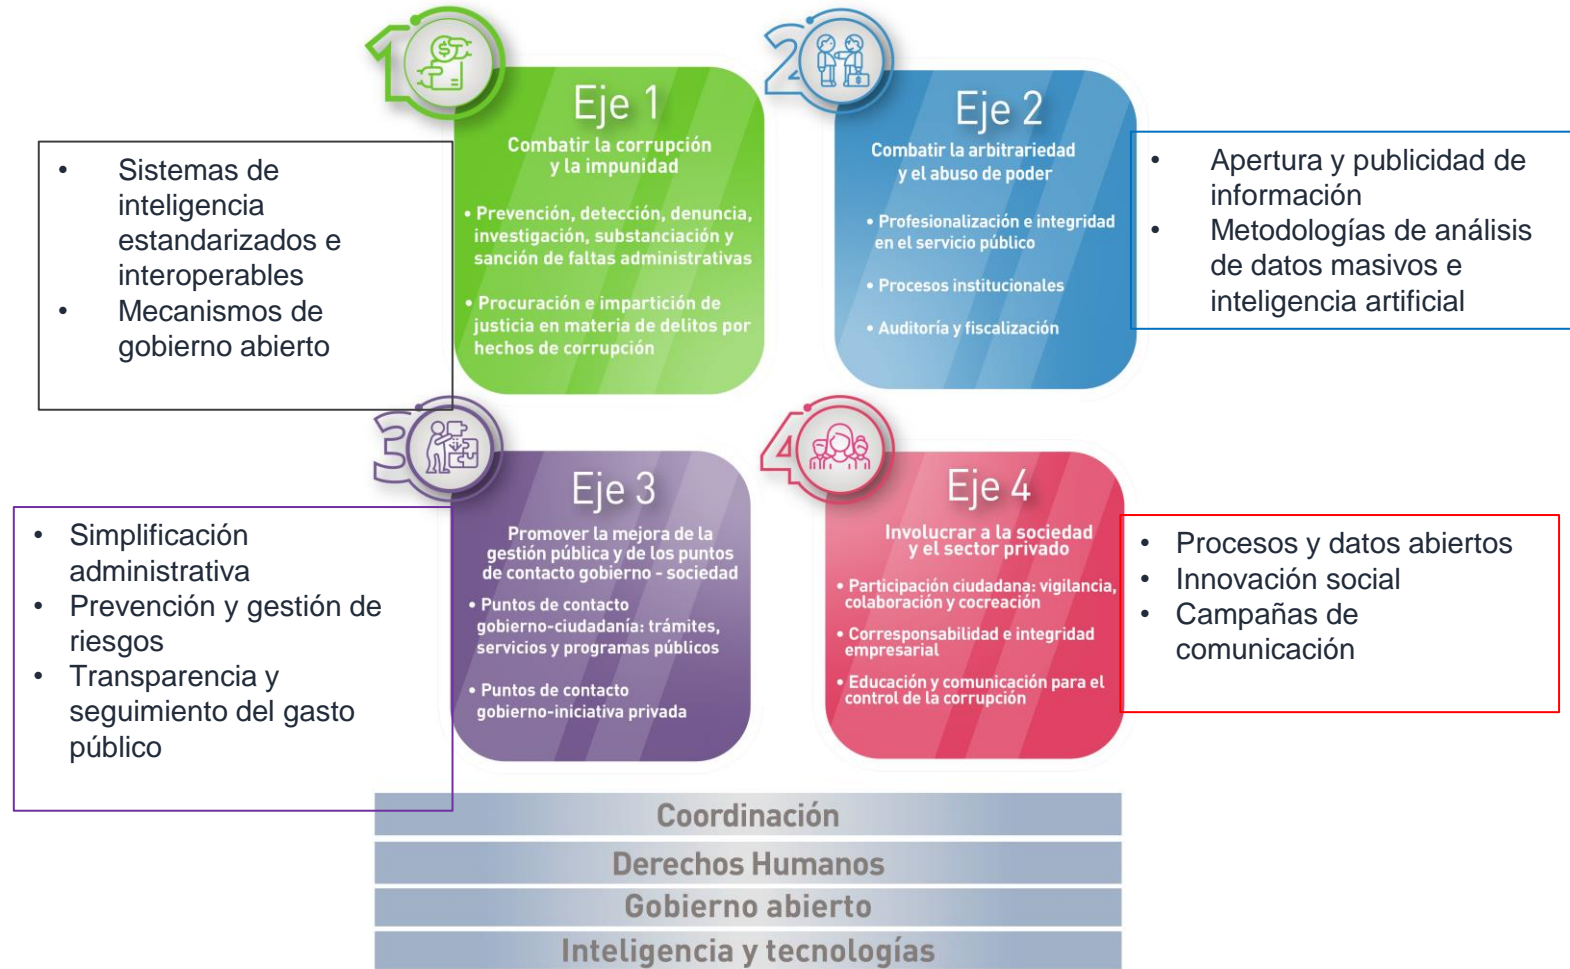 1
Eje 1
Combatir la corrupción
y la impunidad
• Prevención, detección, denuncia,
investigación, substanciación y
sanción de faltas administrativas
• Procuración e impartición de
justicia en materia de delitos por
hechos de corrupción
• Sistemas de
inteligencia
estandarizados e
interoperables
• Mecanismos de
gobierno abierto
2
Eje 2
Combatir la arbitrariedad
y el abuso de poder
• Profesionalización e integridad
en el servicio público
• Procesos institucionales
• Auditoría y fiscalización
• Apertura y publicidad de
información
• Metodologías de análisis
de datos masivos e
inteligencia artificial
3
Eje 3
Promover la mejora de la
gestión pública y de los puntos
de contacto gobierno - sociedad
• Puntos de contacto
gobierno-ciudadanía: trámites,
servicios y programas públicos
• Puntos de contacto
gobierno-iniciativa privada
• Simplificación
administrativa
• Prevención y gestión de
riesgos
• Transparencia y
seguimiento del gasto
público
4
Eje 4
Involucrar a la sociedad
y el sector privado
• Participación ciudadana: vigilancia,
colaboración y cocreación
• Corresponsabilidad e integridad
empresarial
• Educación y comunicación para el
control de la corrupción
• Procesos y datos abiertos
• Innovación social
• Campañas de
comunicación
Coordinación
Derechos Humanos
Gobierno abierto
Inteligencia y tecnologías